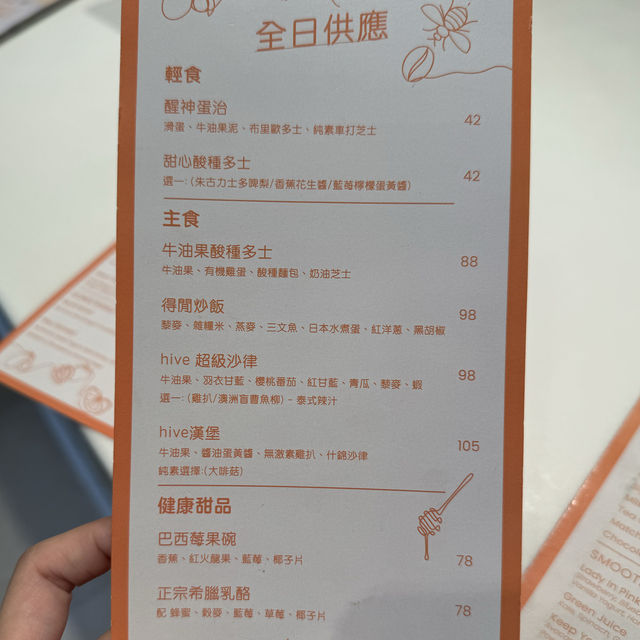 全日供應
輕食
醒神蛋治 42
滑蛋、牛油果泥、布里歐多士、純素車打芝士
甜心酸種多士 42
選一: (朱古力士多啤梨/香蕉花生醬/藍莓檸檬蛋黃醬)
主食
牛油果酸種多士 88
牛油果、有機雞蛋、酸種麵包、奶油芝士
得閒炒飯 98
藜麥、雜糧米、燕麥、三文魚、日本水煮蛋、紅洋蔥、黑胡椒
hive 超級沙律 98
牛油果、羽衣甘藍、櫻桃番茄、紅甘藍、青瓜、藜麥、蝦
選一: (雞扒/澳洲盲曹魚柳) - 泰式辣汁
hive漢堡 105
牛油果、醬油蛋黃醬、無激素雞扒、什錦沙律
純素選擇:(大啡菇)
健康甜品
巴西莓果碗 78
香蕉、紅火龍果、藍莓、椰子片
正宗希臘乳酪 78
配 蜂蜜、穀麥、藍莓、草莓、椰子片
SMOO
Lady In Pink
Green Juice
Keep Yo